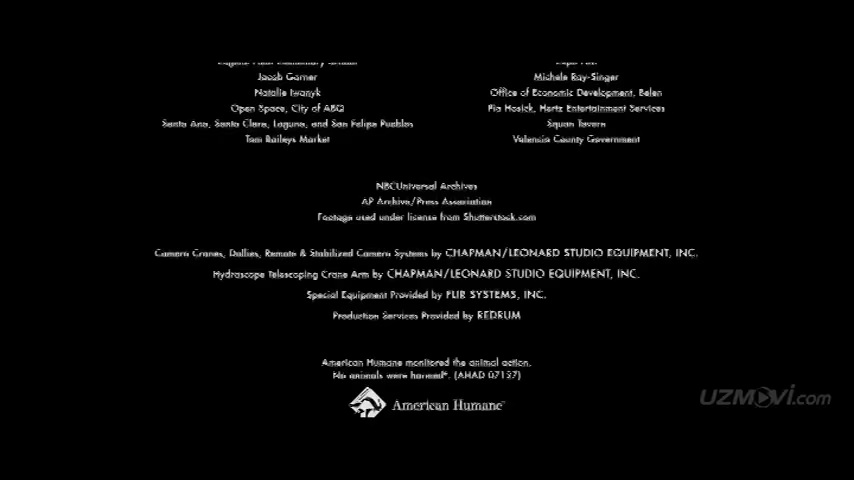 Jacob Garner
Michele Ray-Singer
Natalie Iwanyk
Office of Economic Development, Belen
Open Space, City of ABQ
Pia Hosick, Hertz Entertainment Services
Santa Ana, Santa Clara, Laguna, and San Felipe Pueblos
Squan Tavern
Tom Baileys Market
Valencia County Government
NBCUniversal Archives
AP Archive/Press Association
Footage used under license from Shutterstock.com
Camera Cranes, Dollies, Remote & Stabilized Camera Systems by CHAPMAN/LEONARD STUDIO EQUIPMENT, INC.
Hydrascope Telescoping Crane Arm by CHAPMAN/LEONARD STUDIO EQUIPMENT, INC.
Special Equipment Provided by FLIR SYSTEMS, INC.
Production Services Provided by REDRUM
American Humane monitored the animal action.
No animals were harmed®. (AHAD 07137)
American Humane™
UZMOVi.com